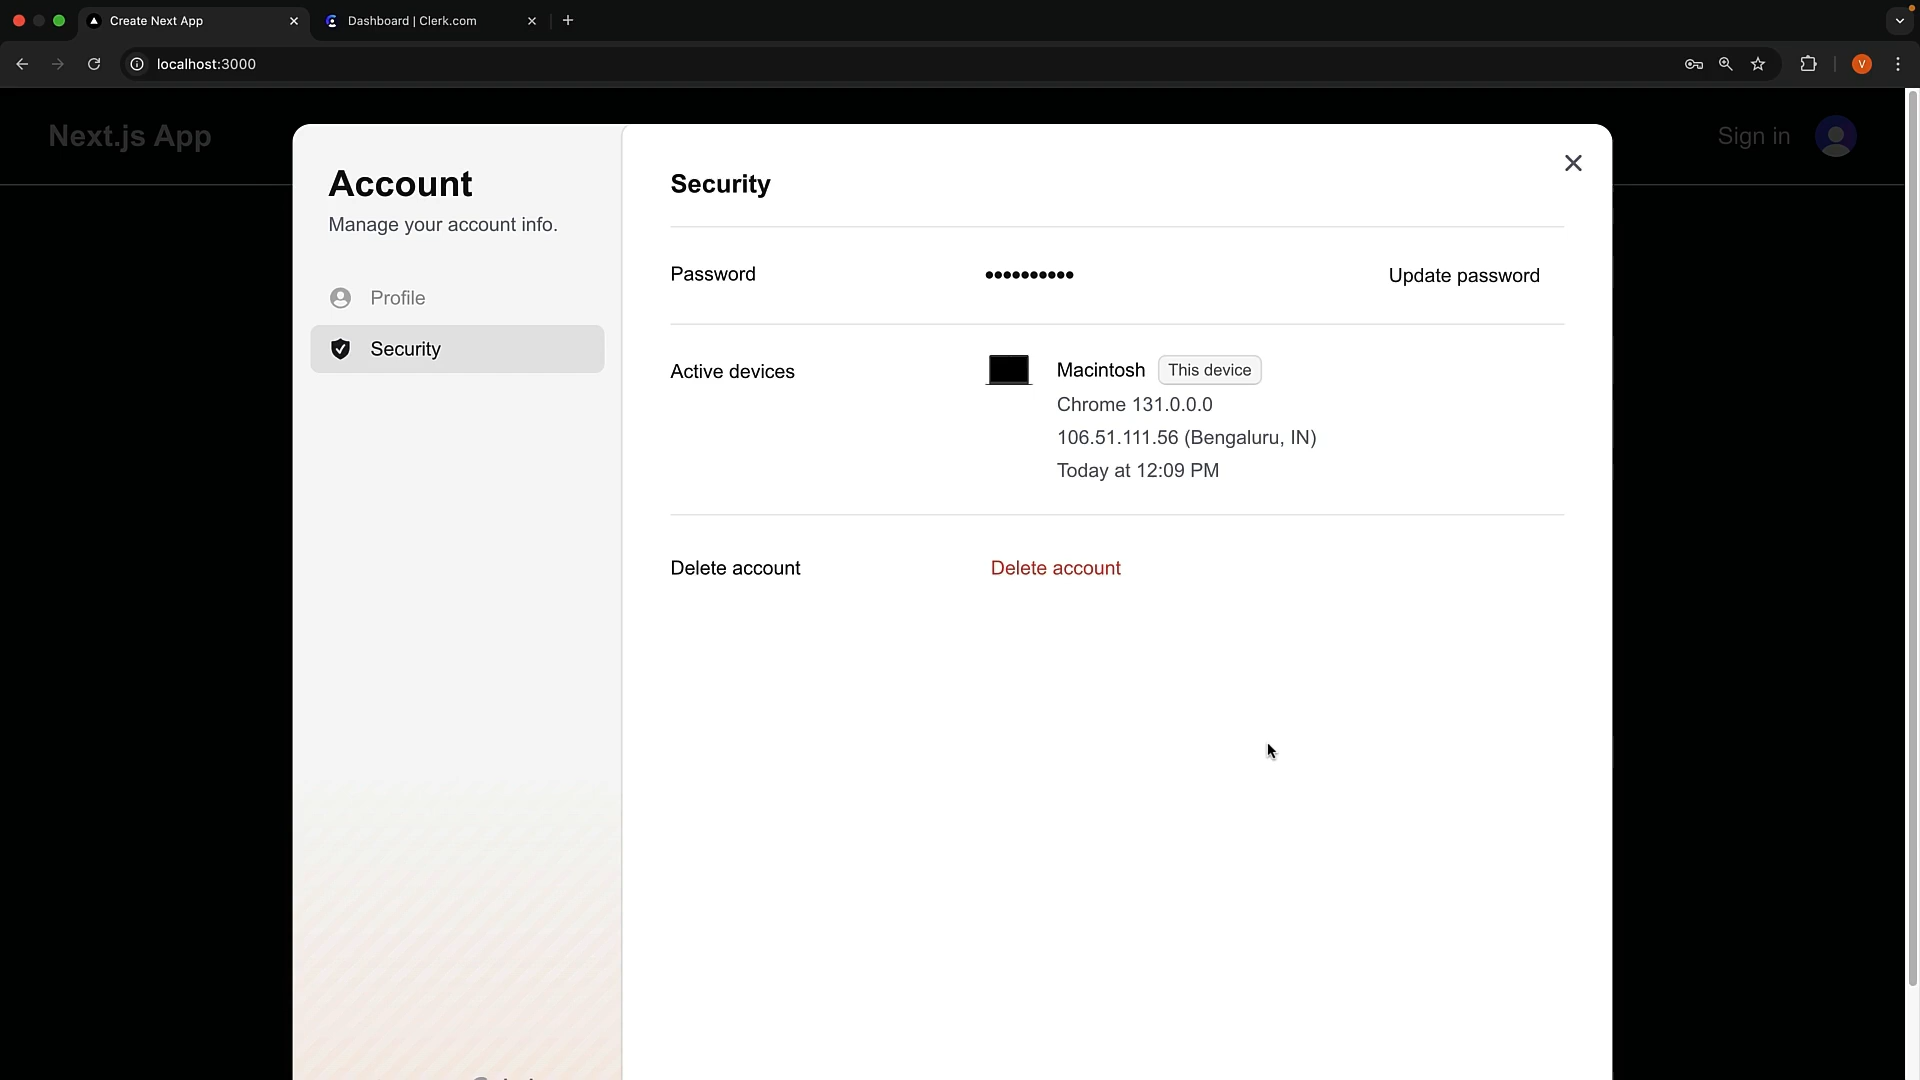 Create Next App
Dashboard | Clerk.com
localhost:3000
V
Next.js App
Sign in
Account
Manage your account info.
Profile
Security
Security
Password
••••••••••
Update password
Active devices
Macintosh
This device
Chrome 131.0.0.0
106.51.111.56 (Bengaluru, IN)
Today at 12:09 PM
Delete account
Delete account